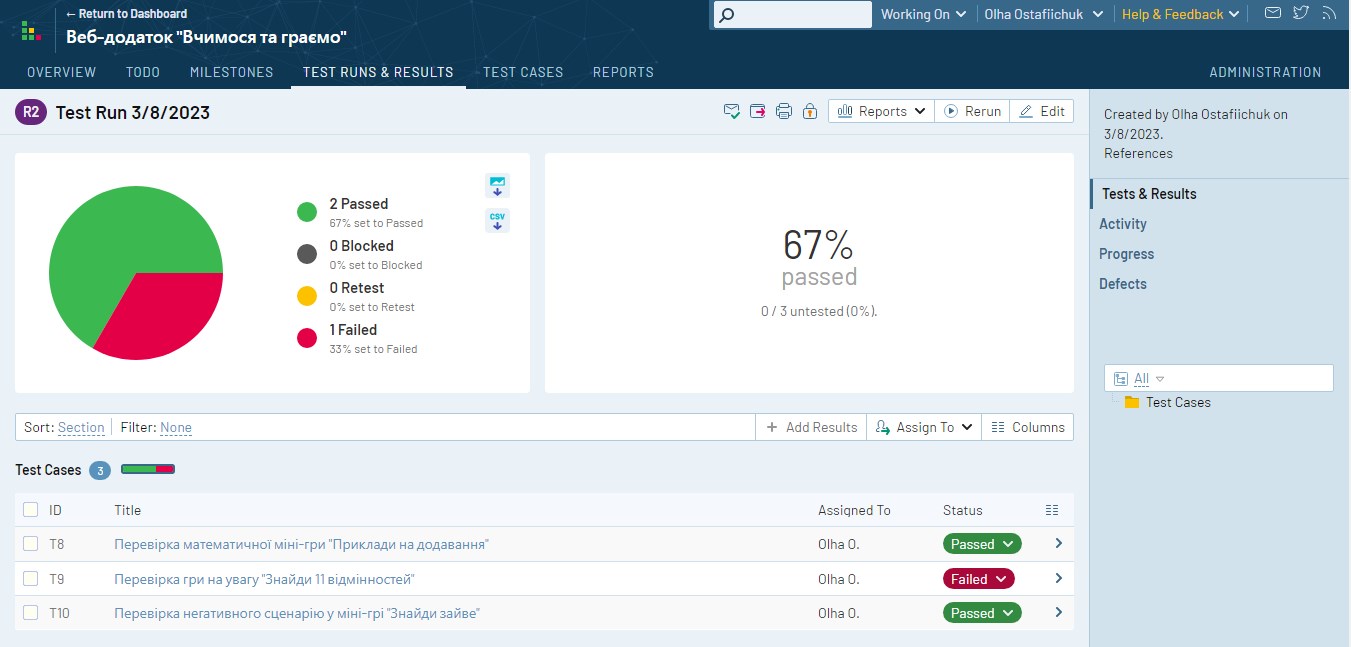 ← Return to Dashboard
Веб-додаток "Вчимося та граємо"
Working On
Olha Ostafiichuk
Help & Feedback
OVERVIEW
TODO
MILESTONES
TEST RUNS & RESULTS
TEST CASES
REPORTS
ADMINISTRATION
R2
Test Run 3/8/2023
Reports
Rerun
Edit
2 Passed
67% set to Passed
0 Blocked
0% set to Blocked
0 Retest
0% set to Retest
1 Failed
33% set to Failed
CSV
67%
passed
0 / 3 untested (0%).
Sort: Section
Filter: None
+ Add Results
Assign To
Columns
Test Cases 3
ID Title Assigned To Status
T8 Перевірка математичної міні-гри "Приклади на додавання" Olha O. Passed
T9 Перевірка гри на увагу "Знайди 11 відмінностей" Olha O. Failed
T10 Перевірка негативного сценарію у міні-грі "Знайди зайве" Olha O. Passed
Created by Olha Ostafiichuk on
3/8/2023.
References
Tests & Results
Activity
Progress
Defects
All
Test Cases